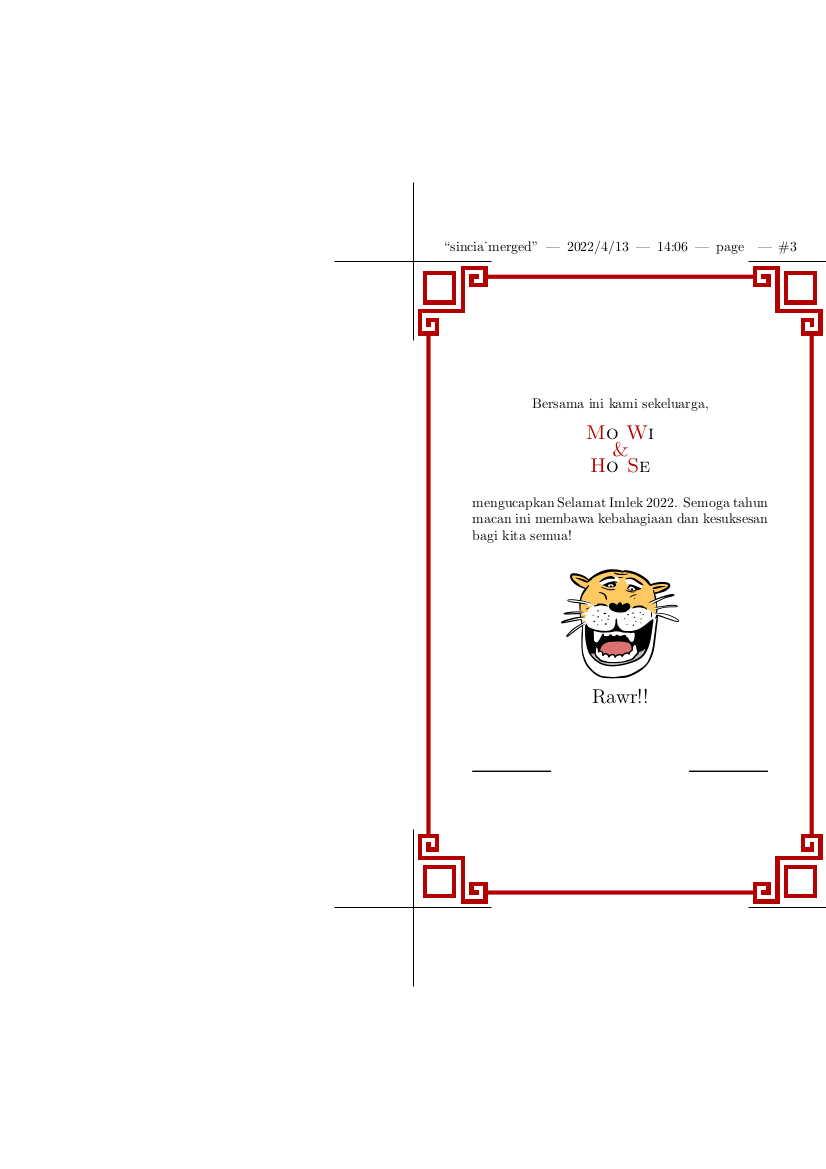 “sincia˙merged” — 2022/4/13 — 14:06 — page — #3
Bersama ini kami sekeluarga,
Mo Wi
&
Ho Se
mengucapkan Selamat Imlek 2022. Semoga tahun
macan ini membawa kebahagiaan dan kesuksesan
bagi kita semua!
Rawr!!